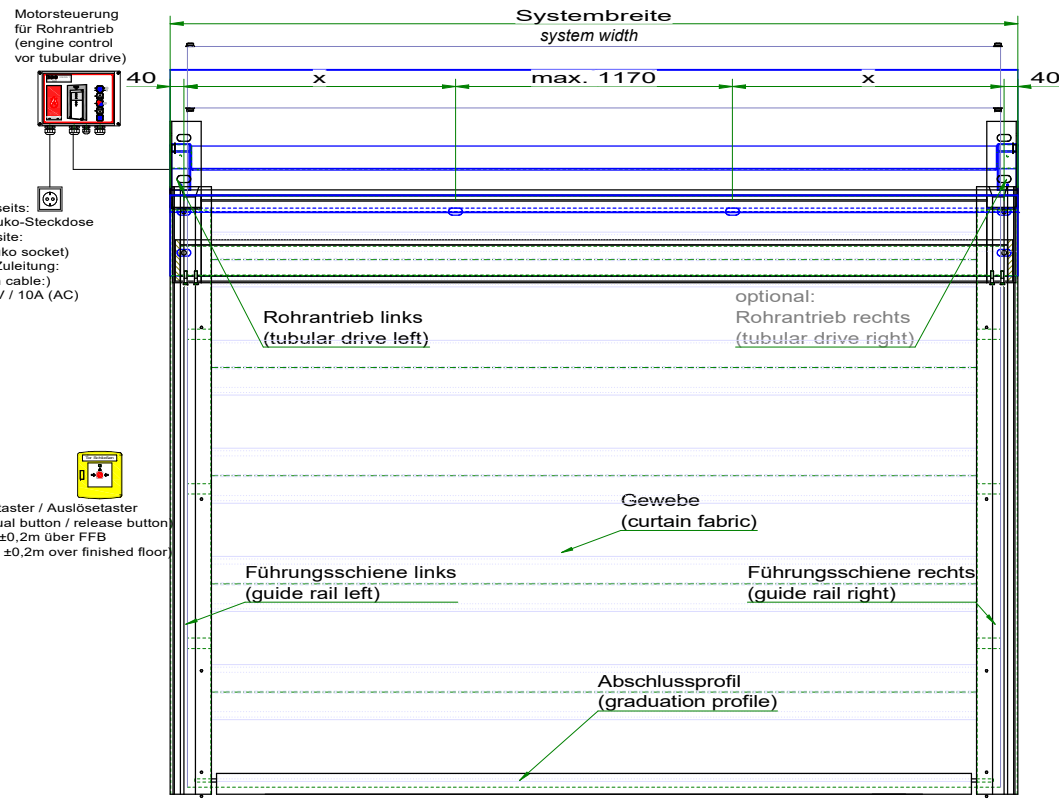 Motorsteuerung
für Rohrantrieb
(engine control
vor tubular drive)
Systembreite
system width
40
x
max. 1170
x
40
seits:
uko-Steckdose
site:
uko socket)
Zuleitung:
n cable:)
V / 10A (AC)
Rohrantrieb links
(tubular drive left)
optional:
Rohrantrieb rechts
(tubular drive right)
taster / Auslösetaster
ual button / release button)
±0,2m über FFB
±0,2m over finished floor)
Gewebe
(curtain fabric)
Führungsschiene links
(guide rail left)
Führungsschiene rechts
(guide rail right)
Abschlussprofil
(graduation profile)